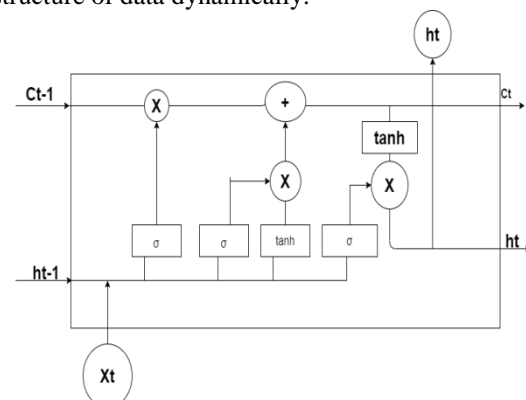 structure of data dynamically.
ht
Ct-1
Ct
X
+
tanh
X
X
σ
σ
tanh
σ
ht-1
ht
Xt